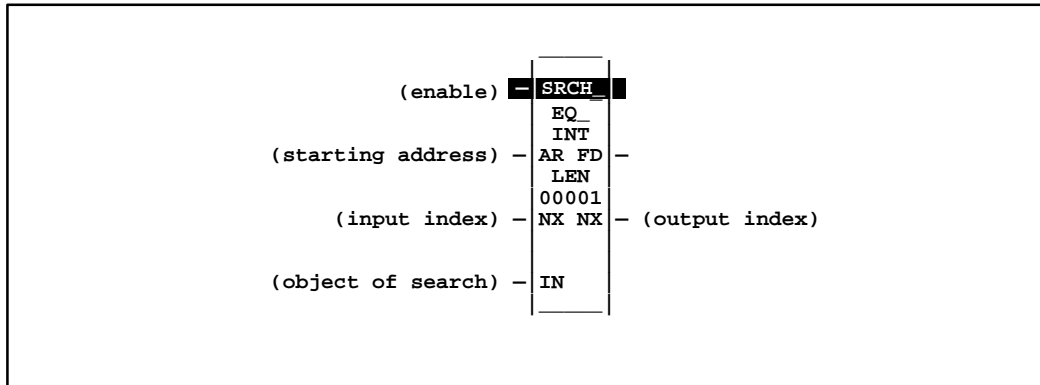 (enable) SRCH_
EQ_
INT
(starting address) AR FD
LEN
00001
(input index) NX NX (output index)
(object of search) IN